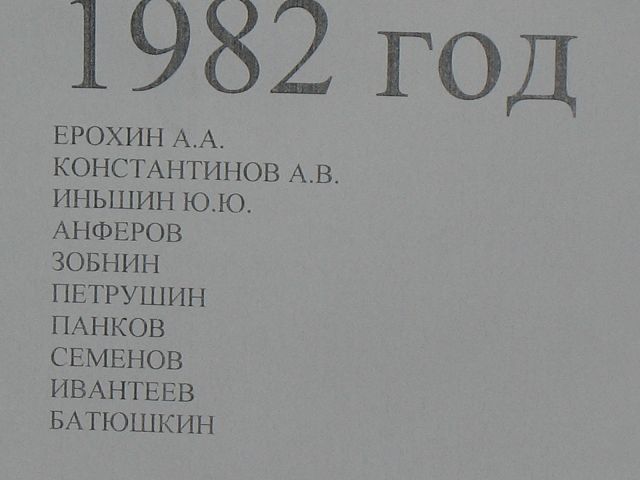 1982 год
ЕРОХИН А.А.
КОНСТАНТИНОВ А.В.
ИНЬШИН Ю.Ю.
АНФЕРОВ
ЗОБНИН
ПЕТРУШИН
ПАНКОВ
СЕМЕНОВ
ИВАНТЕЕВ
БАТЮШКИН